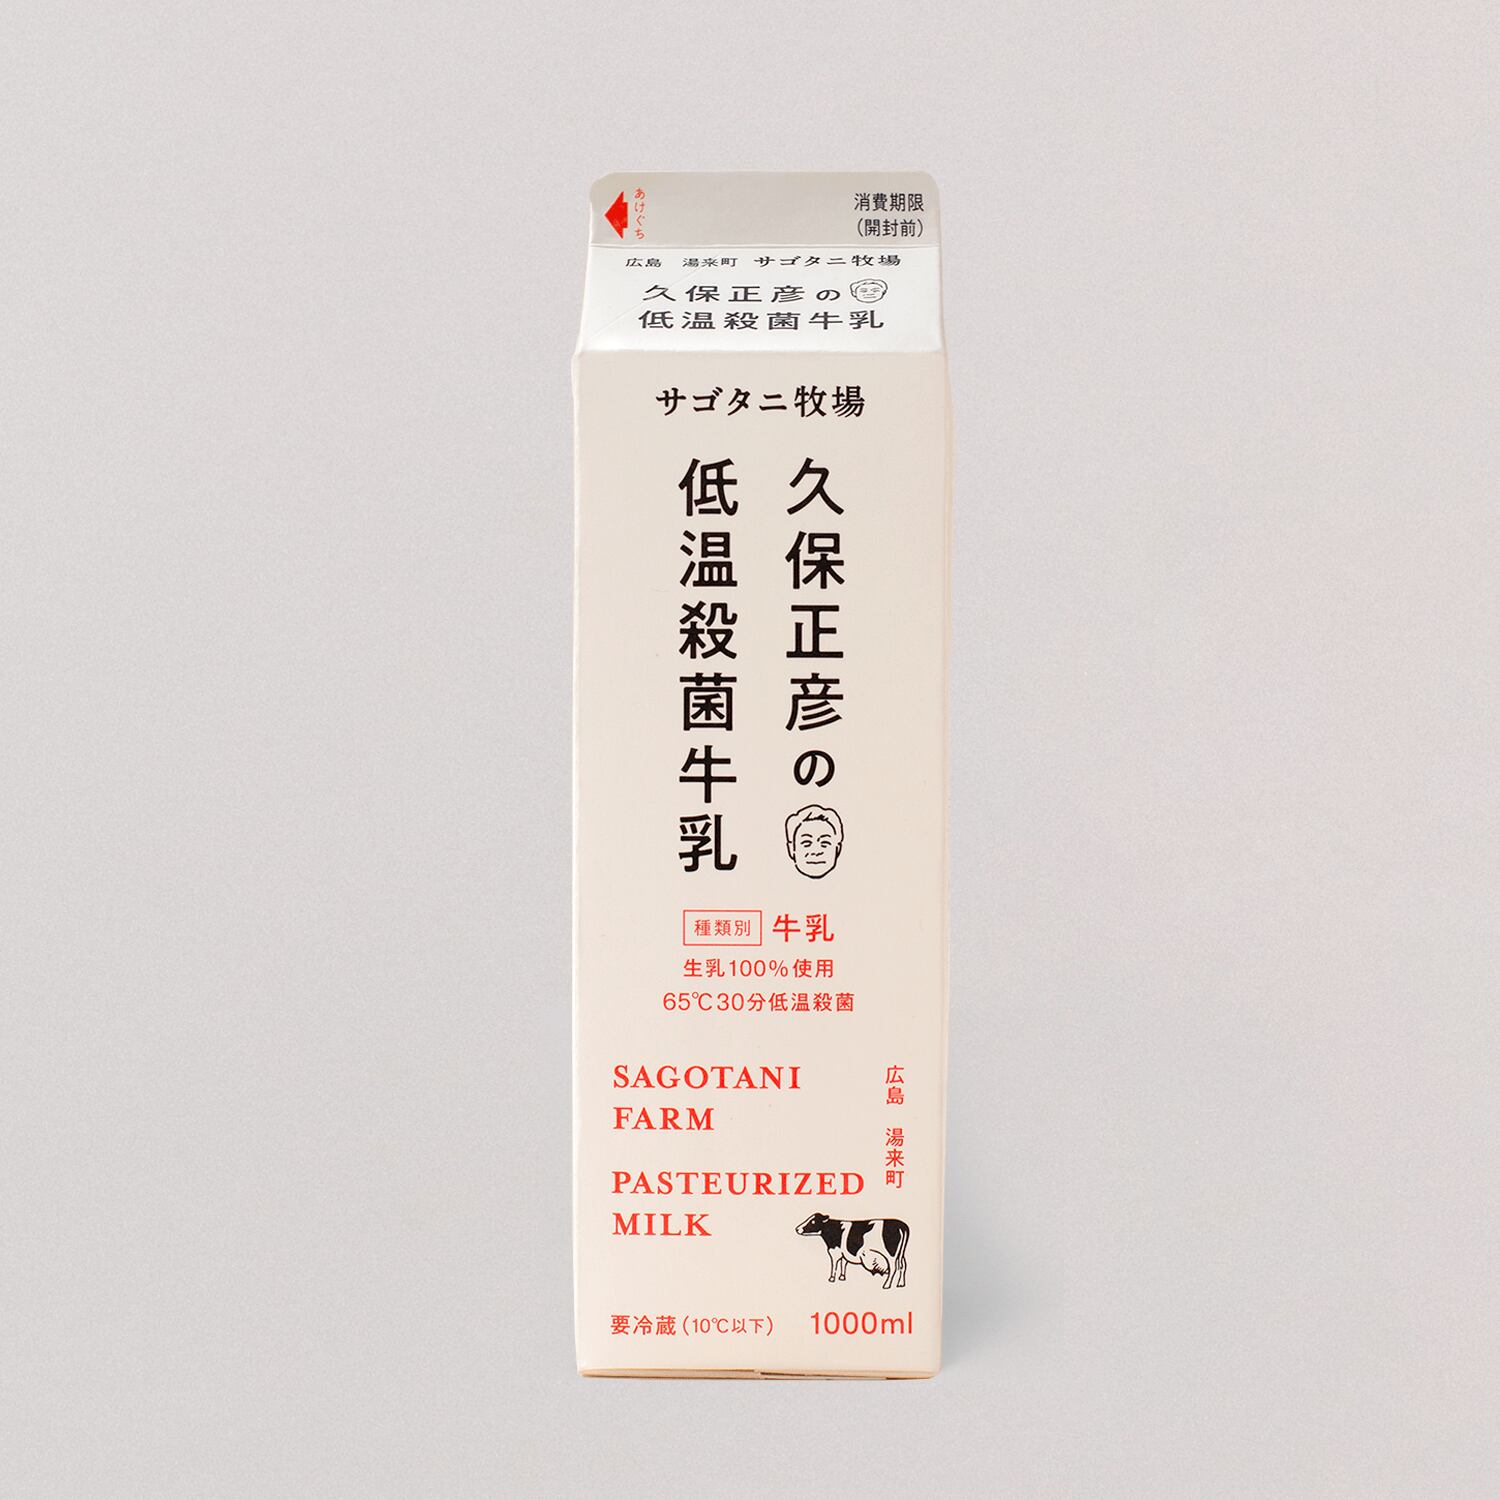 あけぐち
消費期限
（開封前）
広島 湯来町 サゴタニ牧場
久保正彦の
低温殺菌牛乳
サゴタニ牧場
久保正彦の
低温殺菌牛乳
種類別 牛乳
生乳100%使用
65℃30分低温殺菌
SAGOTANI
FARM
広島 湯来町
PASTEURIZED
MILK
要冷蔵(10℃以下) 1000ml